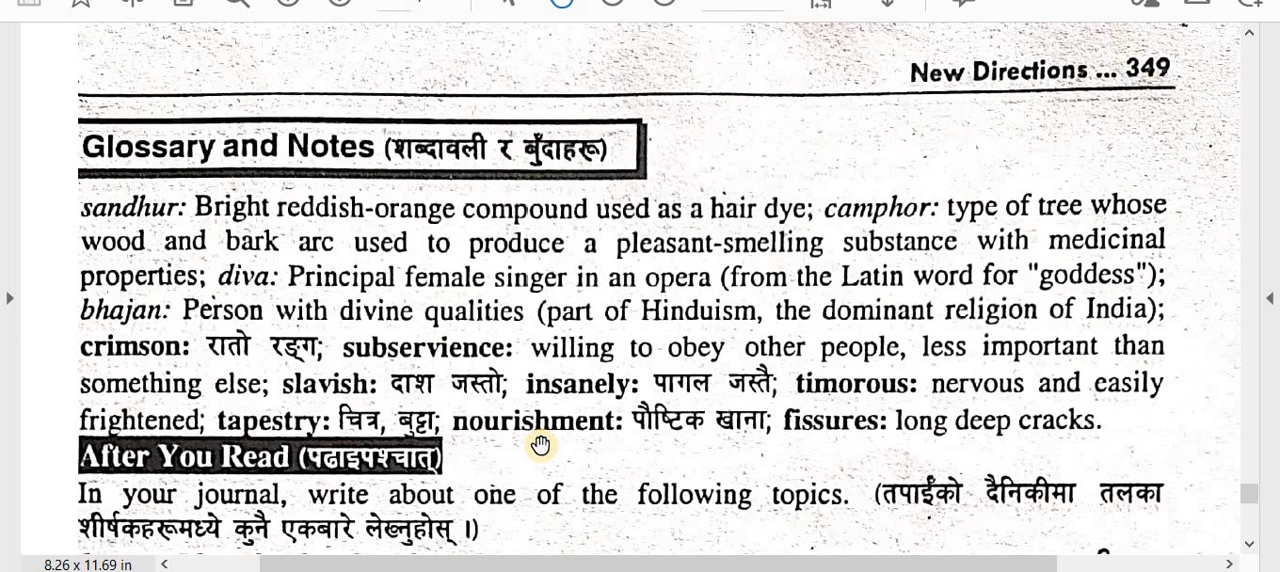 New Directions ... 349
Glossary and Notes (शब्दावली र बुँदाहरू)
sandhur: Bright reddish-orange compound used as a hair dye; camphor: type of tree whose
wood and bark arc used to produce a pleasant-smelling substance with medicinal
properties; diva: Principal female singer in an opera (from the Latin word for "goddess");
bhajan: Person with divine qualities (part of Hinduism, the dominant religion of India);
crimson: रातो रङ्ग; subservience: willing to obey other people, less important than
something else; slavish: दाश जस्तो; insanely: पागल जस्तै; timorous: nervous and easily
frightened; tapestry: चित्र, बुट्टा; nourishment: पौष्टिक खाना; fissures: long deep cracks.
After You Read (पढाइपश्चात्)
In your journal, write about one of the following topics. (तपाईंको दैनिकीमा तलका
शीर्षकहरूमध्ये कुनै एकबारे लेख्नुहोस् ।)
8.26 x 11.69 in